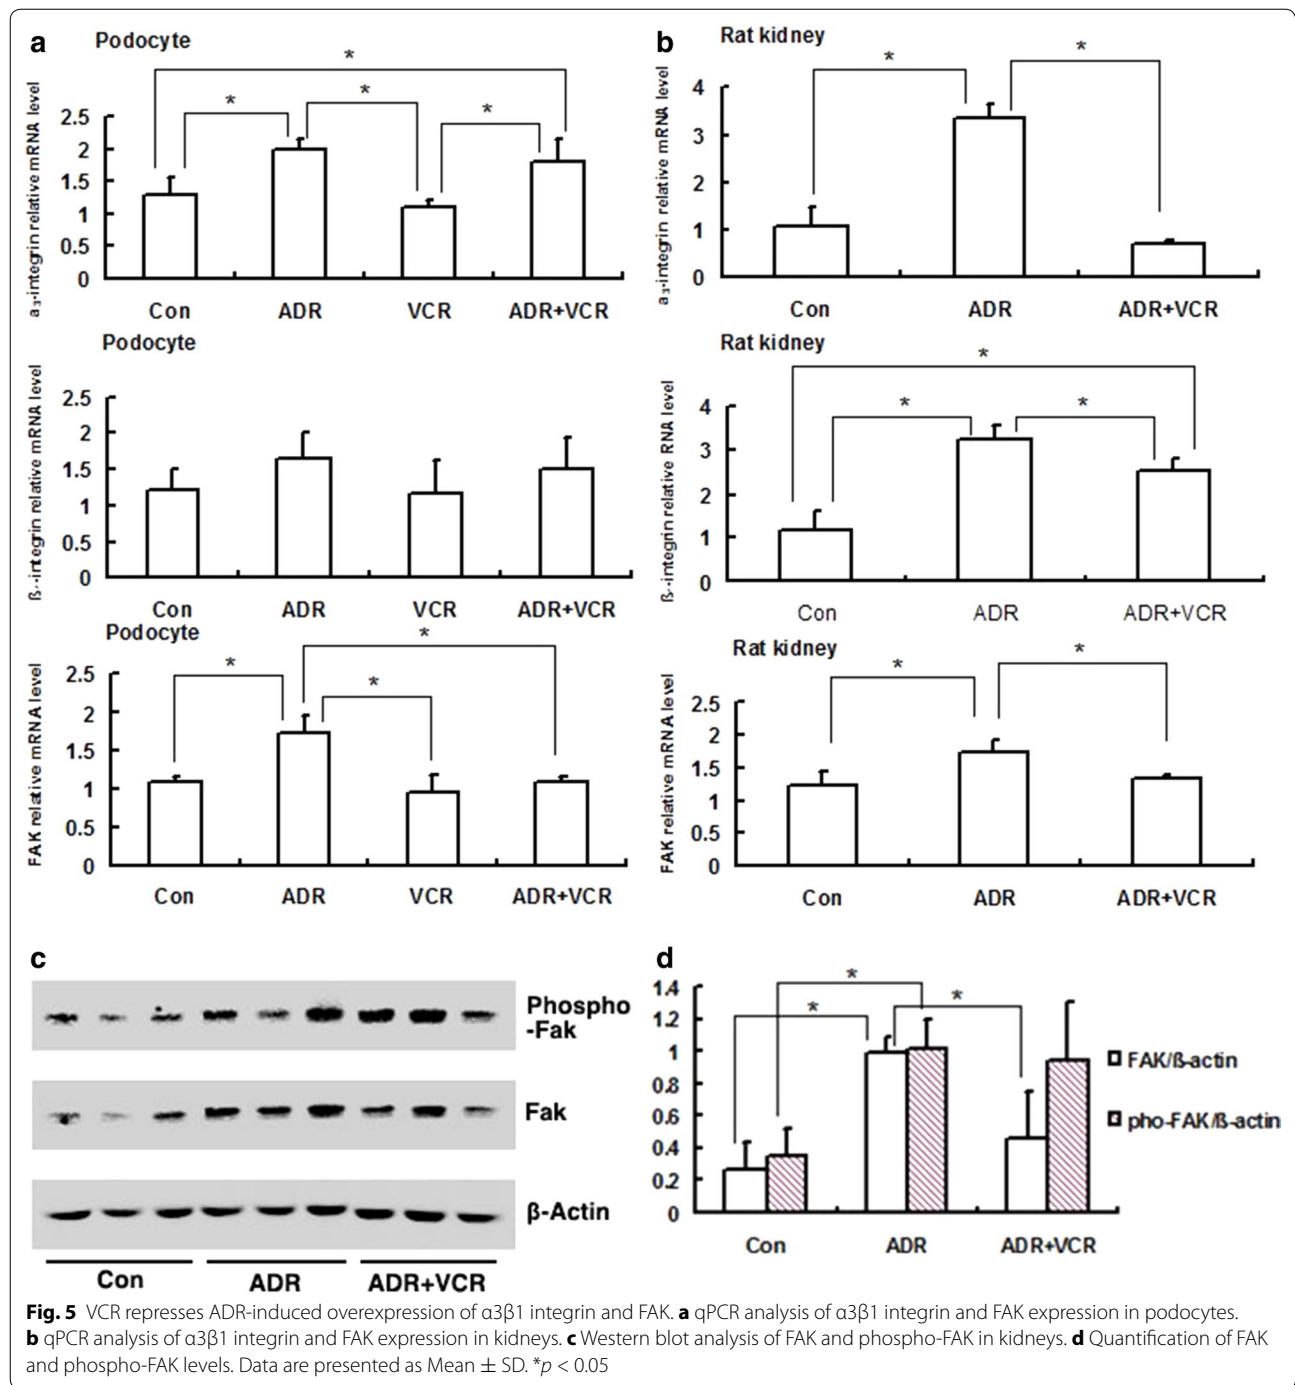 a
Podocyte
*
*
*
*
a₃-integrin relative mRNA level
2.5
2
1.5
1
0.5
0
Con ADR VCR ADR+VCR
Podocyte
-integrin relative mRNA level
2.5
2
1.5
1
0.5
0
Con ADR VCR ADR+VCR
Podocyte
*
*
*
FAK relative mRNA level
2.5
2
1.5
1
0.5
0
Con ADR VCR ADR+VCR
b
Rat kidney
*
*
a₃-integrin relative mRNA level
4
3
2
1
0
Con ADR ADR+VCR
Rat kidney
*
*
*
-integrin relative RNA level
4
3
2
1
0
Con ADR ADR+VCR
Rat kidney
*
*
FAK relative mRNA level
2.5
2
1.5
1
0.5
0
Con ADR ADR+VCR
c
Phospho
-Fak
Fak
β-Actin
Con ADR ADR+VCR
d
*
*
*
1.4
1.2
1
0.8
0.6
0.4
0.2
0
Con ADR ADR+VCR
FAK/ß-actin
pho-FAK/ß-actin
Fig. 5 VCR represses ADR-induced overexpression of α3β1 integrin and FAK. a qPCR analysis of α3β1 integrin and FAK expression in podocytes.
b qPCR analysis of α3β1 integrin and FAK expression in kidneys. c Western blot analysis of FAK and phospho-FAK in kidneys. d Quantification of FAK
and phospho-FAK levels. Data are presented as Mean ± SD. *p < 0.05